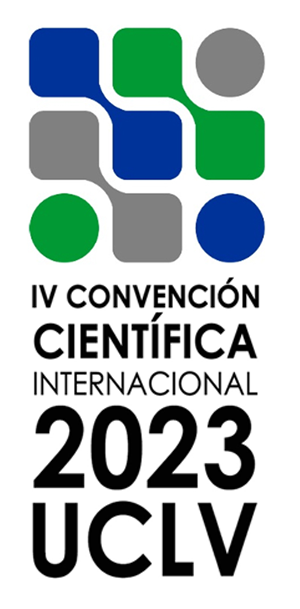 IV CONVENCIÓN
CIENTÍFICA
INTERNACIONAL
2023
UCLV